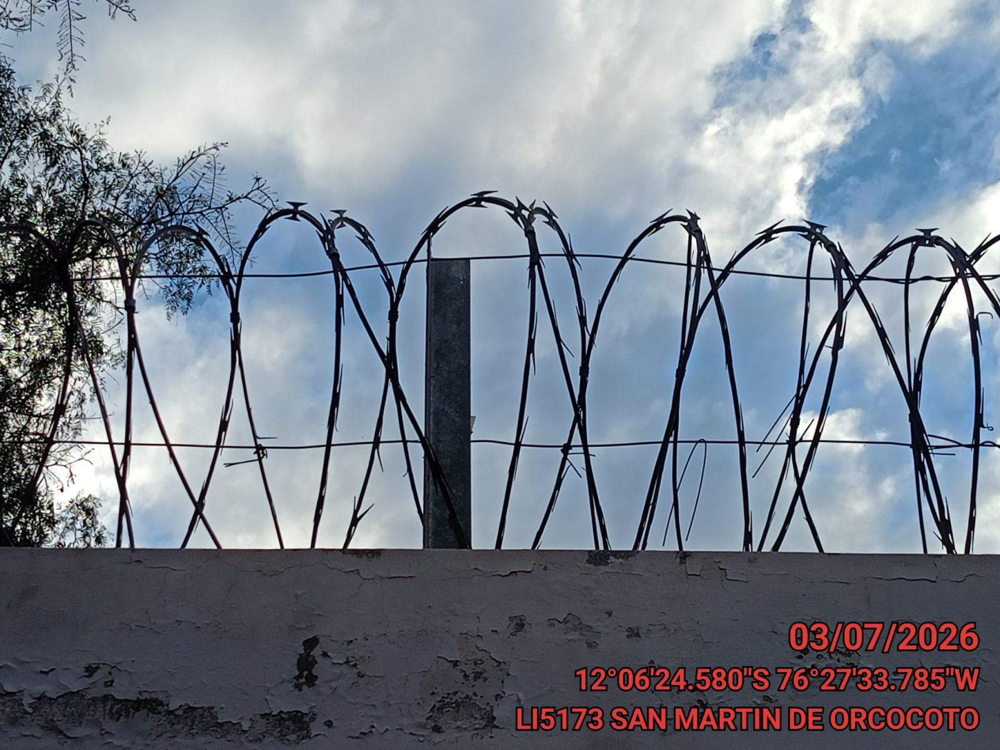 03/07/2026
12°06'24.580"S 76°27'33.785"W
LI5173 SAN MARTIN DE ORCOCOTO